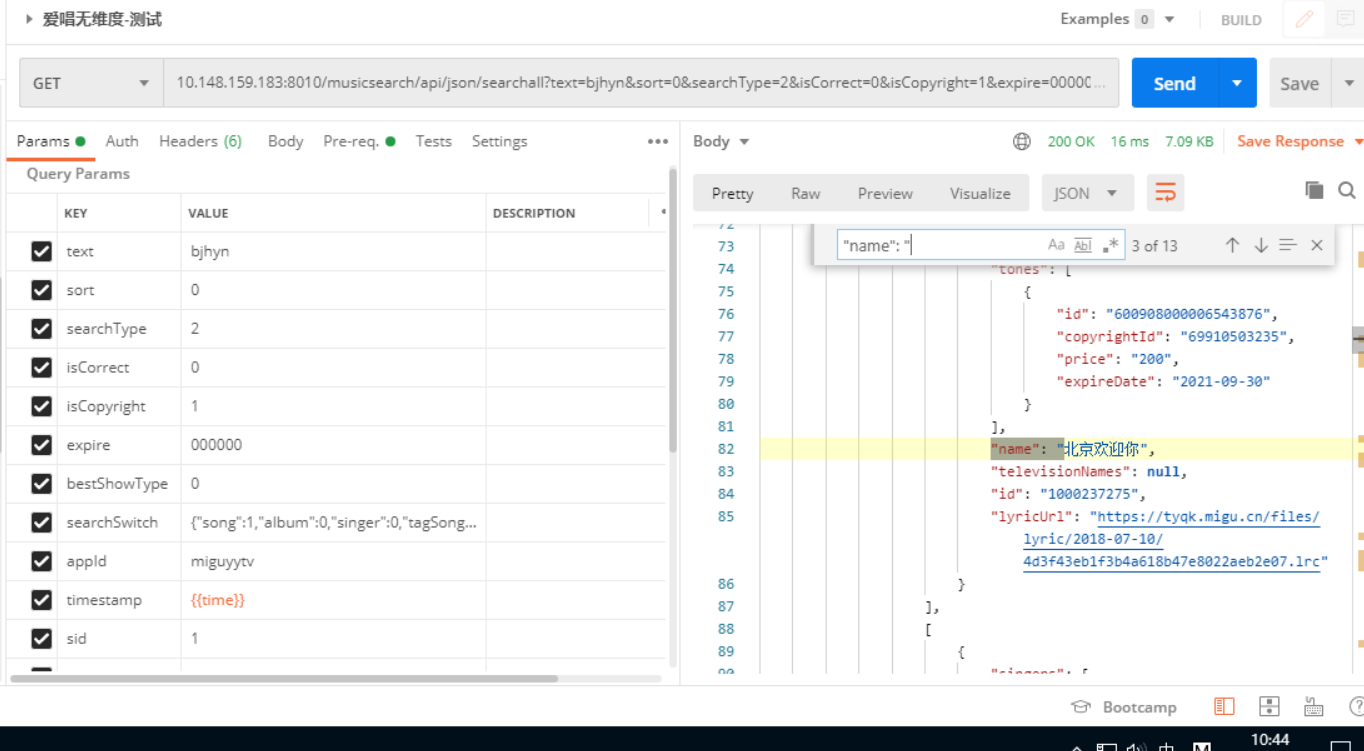 爱唱无维度-测试
Examples 0
BUILD
GET
10.148.159.183:8010/musicsearch/api/json/searchall?text=bjhyn&sort=0&searchType=2&isCorrect=0&isCopyright=1&expire=00000...
Send
Save
Params Auth Headers (6) Body Pre-req. Tests Settings
Query Params
KEY VALUE DESCRIPTION
text bjhyn
sort 0
searchType 2
isCorrect 0
isCopyright 1
expire 000000
bestShowType 0
searchSwitch {"song":1,"album":0,"singer":0,"tagSong...
appId miguyytv
timestamp {{time}}
sid 1
Body 200 OK 16 ms 7.09 KB Save Response
Pretty Raw Preview Visualize JSON
"name": " Aa Abl .* 3 of 13
72
73
74 "tones": [
75 {
76 "id": "600908000006543876",
77 "copyrightId": "69910503235",
78 "price": "200",
79 "expireDate": "2021-09-30"
80 }
81 ],
82 "name": "北京欢迎你",
83 "televisionNames": null,
84 "id": "1000237275",
85 "lyricUrl": "https://tyqk.migu.cn/files/
lyric/2018-07-10/
4d3f43eb1f3b4a618b47e8022aeb2e07.lrc"
86 }
87 ],
88 [
89 {
90 "singers": [
Bootcamp
中 M 10:44